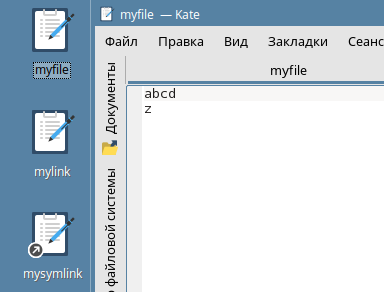 myfile
mylink
mysymlink
myfile — Kate
Файл Правка Вид Закладки Сеанс
myfile
Документы
файловой системы
abcd
z